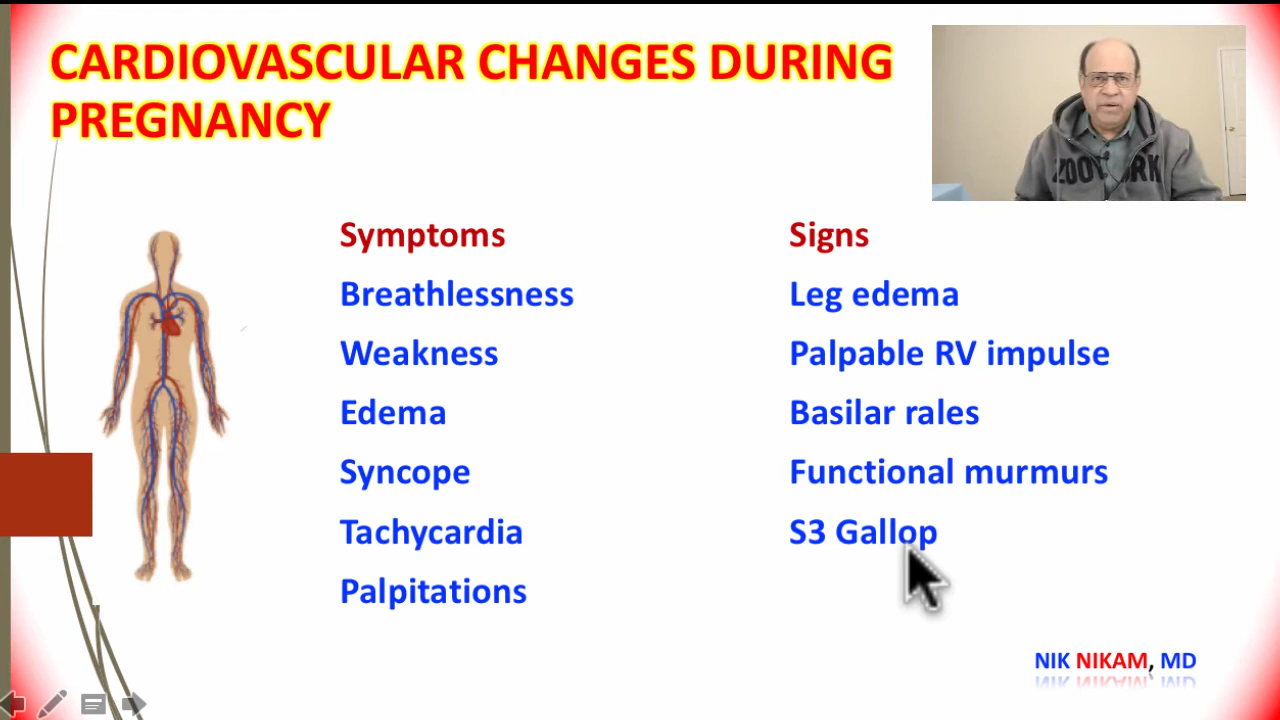 CARDIOVASCULAR CHANGES DURING
PREGNANCY
Symptoms
Breathlessness
Weakness
Edema
Syncope
Tachycardia
Palpitations
Signs
Leg edema
Palpable RV impulse
Basilar rales
Functional murmurs
S3 Gallop
NIK NIKAM, MD